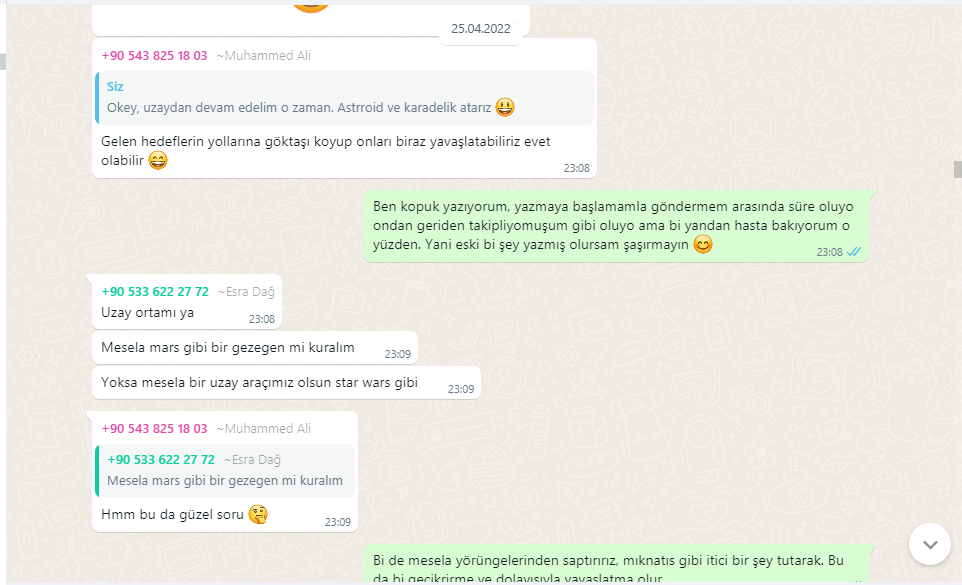 25.04.2022
+90 543 825 18 03 ~Muhammed Ali
Siz
Okey, uzaydan devam edelim o zaman. Astrroid ve karadelik atarız 😃
Gelen hedeflerin yollarına göktaşı koyup onları biraz yavaşlatabiliriz evet
olabilir 😄
23:08
Ben kopuk yazıyorum, yazmaya başlamamla göndermem arasında süre oluyo
ondan geriden takipliyomuşum gibi oluyo ama bi yandan hasta bakıyorum o
yüzden. Yani eski bi şey yazmış olursam şaşırmayın 😊
23:08
+90 533 622 27 72 ~Esra Dağ
Uzay ortamı ya
23:08
Mesela mars gibi bir gezegen mi kuralım
23:09
Yoksa mesela bir uzay araçımız olsun star wars gibi
23:09
+90 543 825 18 03 ~Muhammed Ali
+90 533 622 27 72 ~Esra Dağ
Mesela mars gibi bir gezegen mi kuralım
Hmm bu da güzel soru 🤔
23:09
Bi de mesela yörüngelerinden saptırırız, mıknatıs gibi itici bir şey tutarak. Bu
da bi gecikrirme ve dolayısıyla yavaşlatma olur